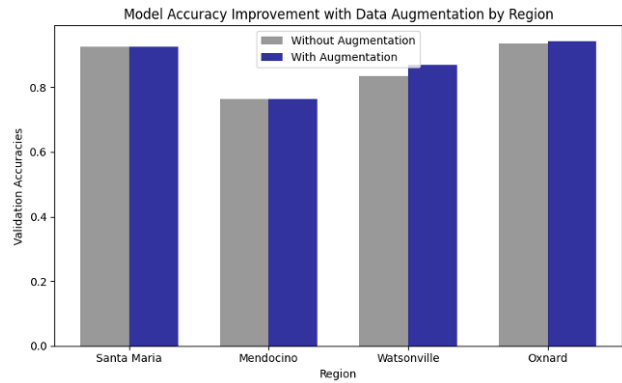 Model Accuracy Improvement with Data Augmentation by Region
Without Augmentation
With Augmentation
Validation Accuracies
0.8
0.6
0.4
0.2
0.0
Santa Maria Mendocino Watsonville Oxnard
Region